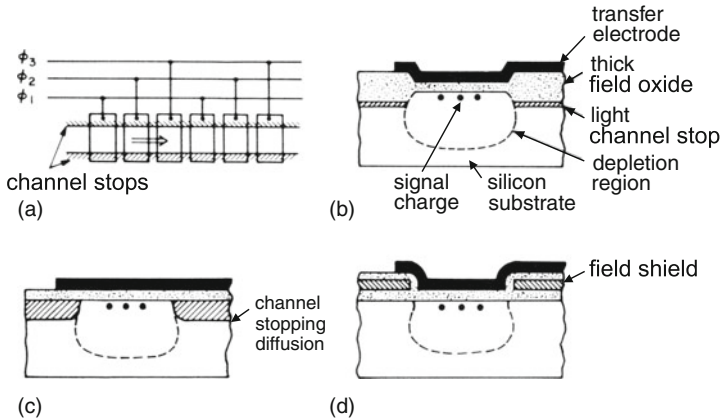 ϕ3
ϕ2
ϕ1
channel stops
(a)
transfer
electrode
thick
field oxide
light
channel stop
depletion
region
signal
charge
silicon
substrate
(b)
channel
stopping
diffusion
(c)
field shield
(d)